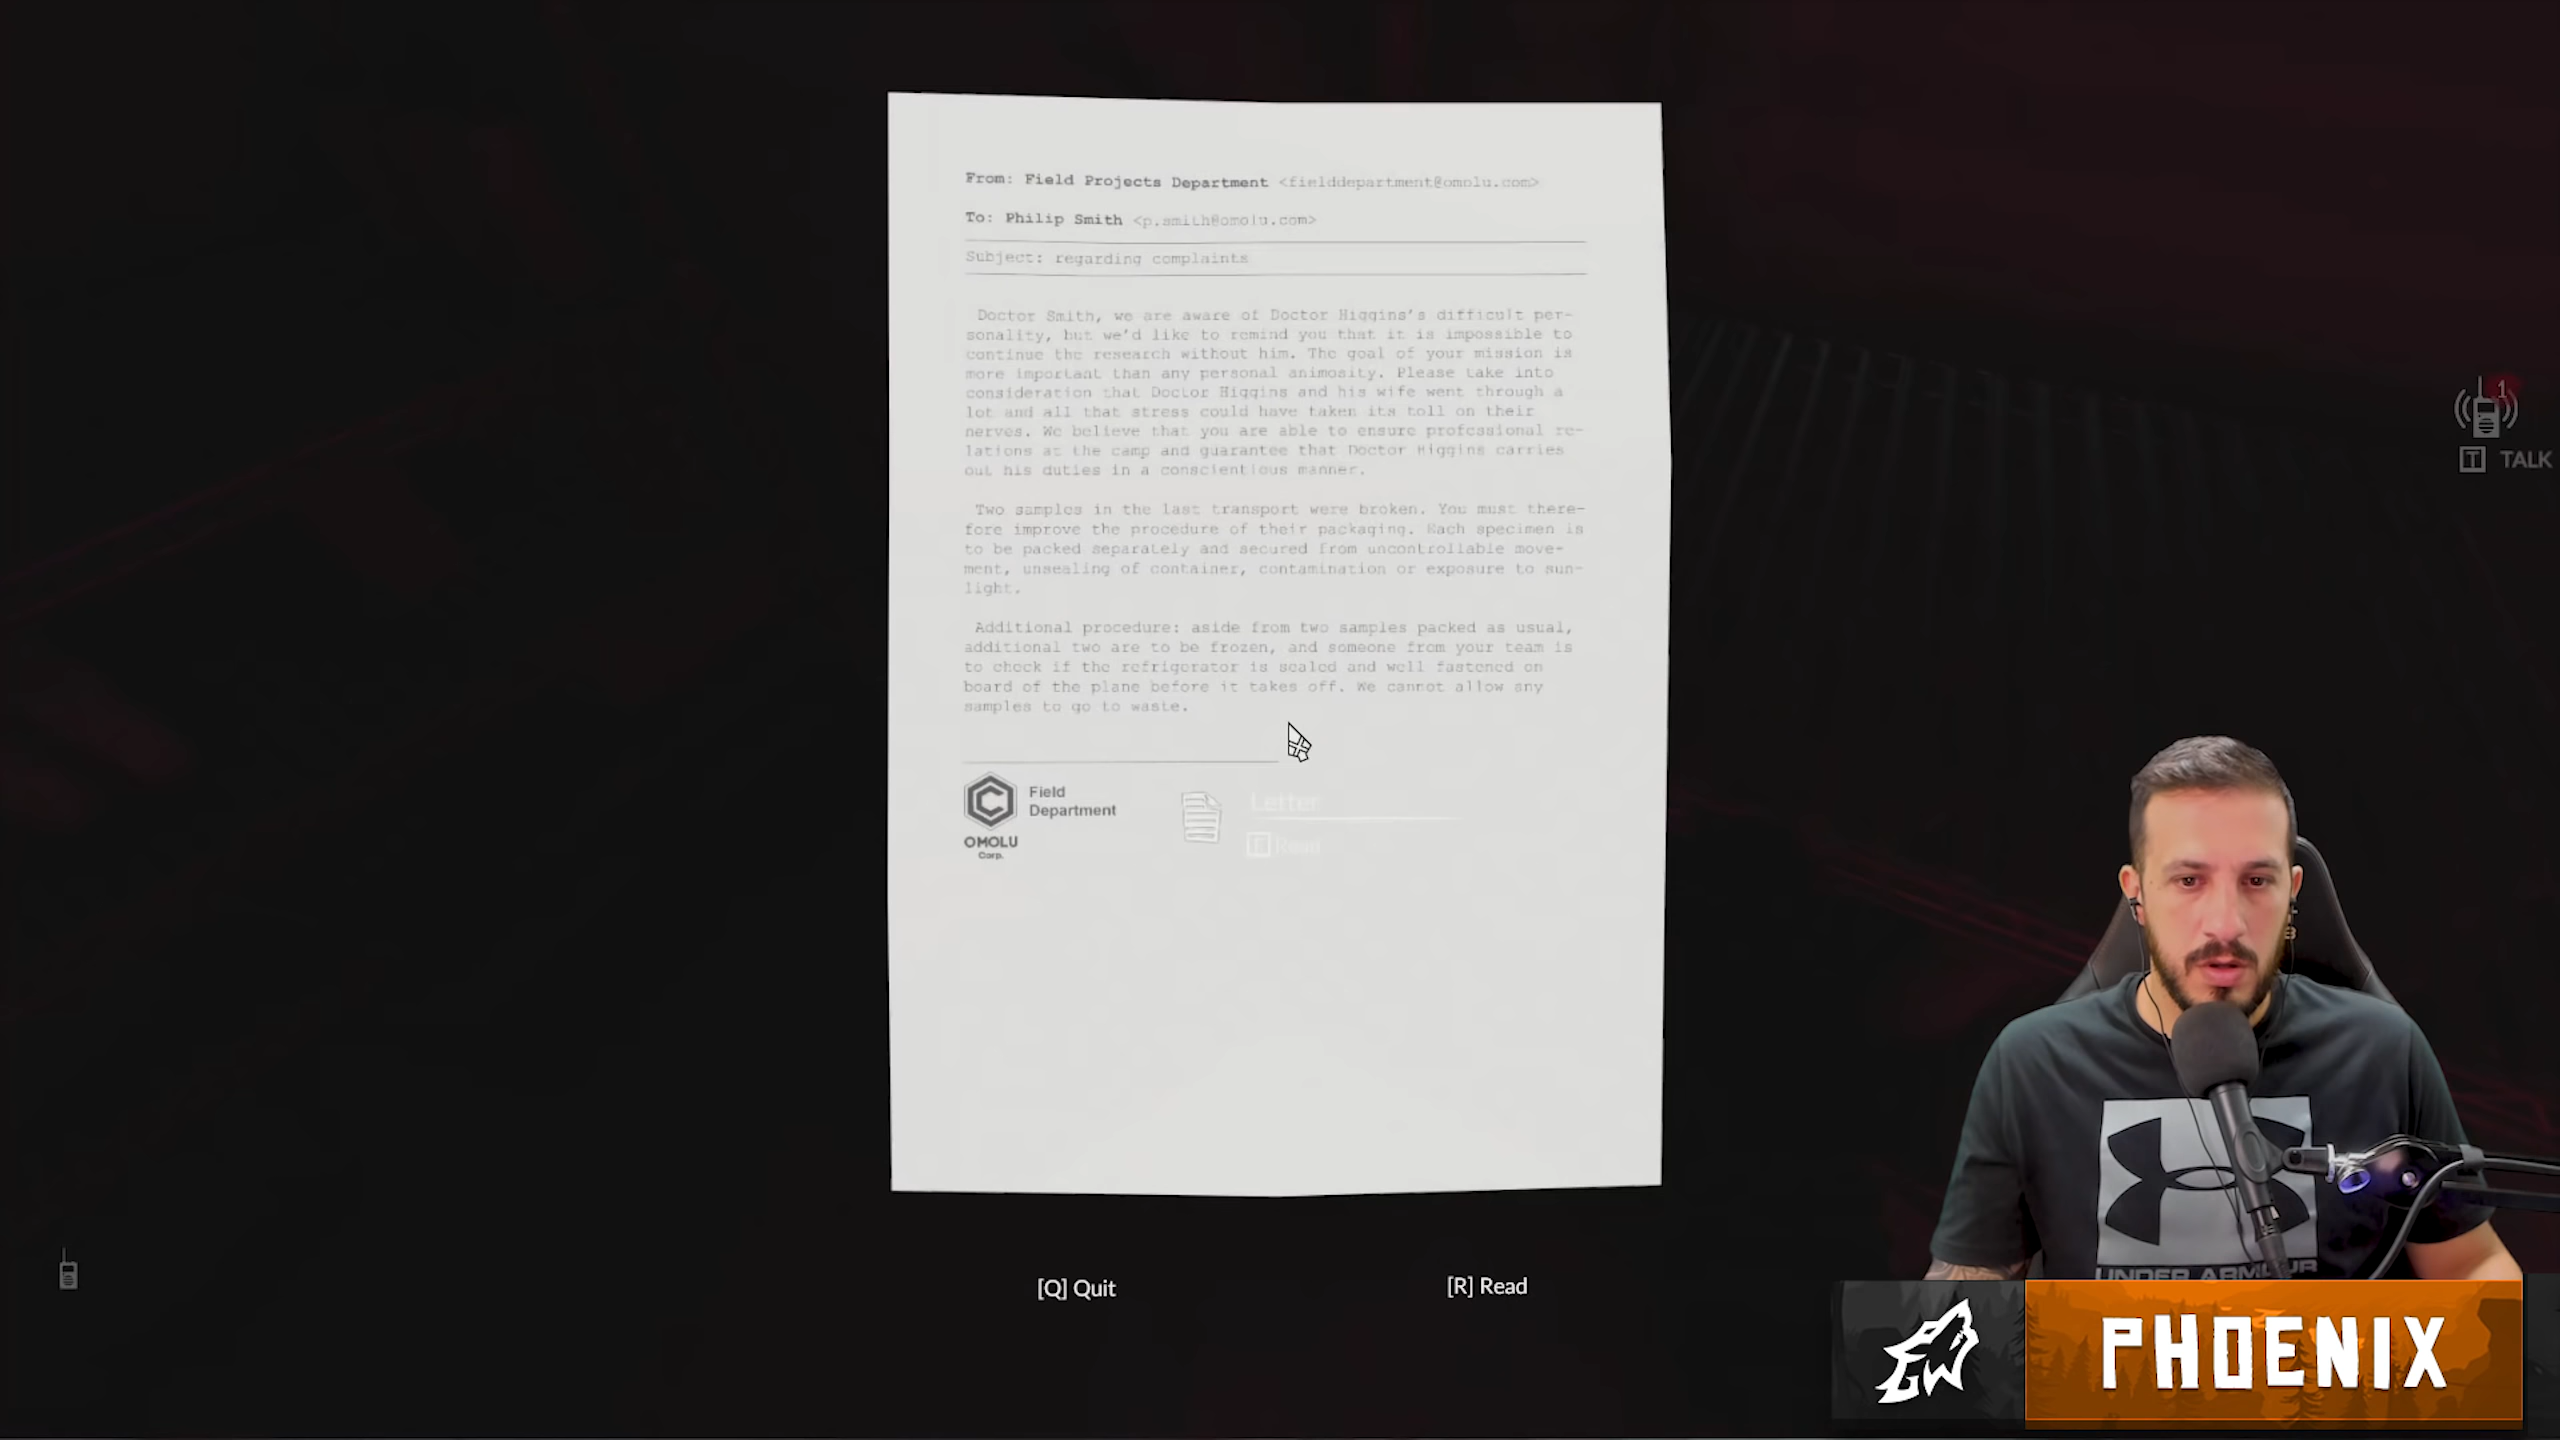 From: Field Projects Department <fielddepartment@omolu.com>
To: Philip Smith <p.smith@omolu.com>
Subject: regarding complaints
Doctor Smith, we are aware of Doctor Higgins's difficult per-
sonality, but we'd like to remind you that it is impossible to
continue the research without him. The goal of your mission is
more important than any personal animosity. Please take into
consideration that Doctor Higgins and his wife went through a
lot and all that stress could have taken its toll on their
nerves. We believe that you are able to ensure professional re-
lations at the camp and guarantee that Doctor Higgins carries
out his duties in a conscientious manner.
Two samples in the last transport were broken. You must there-
fore improve the procedure of their packaging. Each specimen is
to be packed separately and secured from uncontrollable move-
ment, unsealing of container, contamination or exposure to sun-
light.
Additional procedure: aside from two samples packed as usual,
additional two are to be frozen, and someone from your team is
to check if the refrigerator is sealed and well fastened on
board of the plane before it takes off. We cannot allow any
samples to go to waste.
Field
Department
OMOLU
Corp.
Letter
E Read
[Q] Quit
[R] Read
1
T TALK
UNDER ARMOUR
GW
PHOENIX